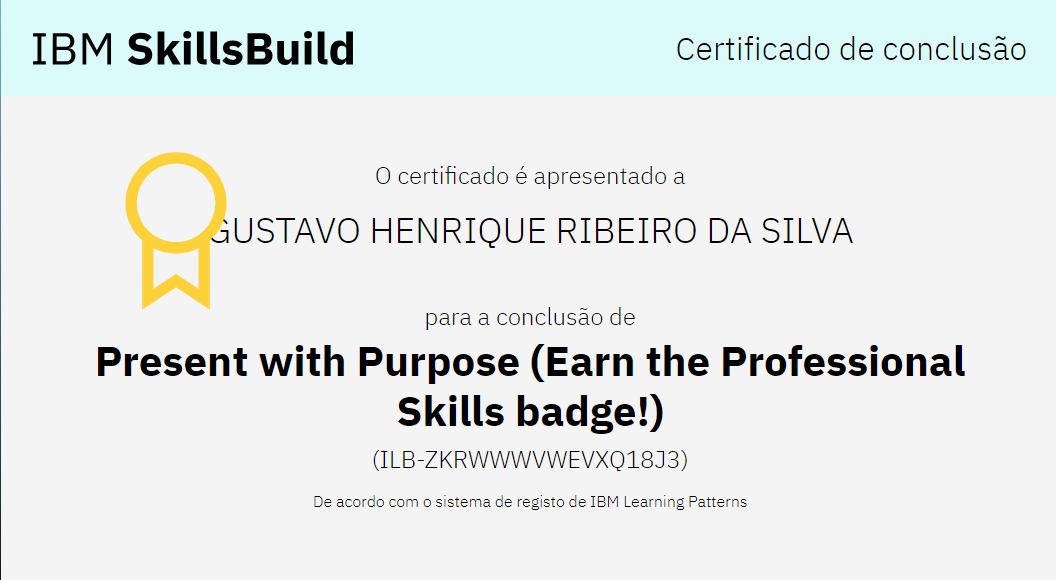 IBM SkillsBuild
Certificado de conclusão
O certificado é apresentado a
GUSTAVO HENRIQUE RIBEIRO DA SILVA
para a conclusão de
Present with Purpose (Earn the Professional
Skills badge!)
(ILB-ZKRWWWVWEVXQ18J3)
De acordo com o sistema de registo de IBM Learning Patterns